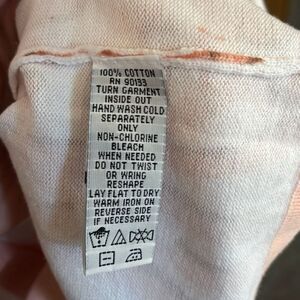 100% COTTON
RN 90133
TURN GARMENT
INSIDE OUT
HAND WASH COLD
SEPARATELY
ONLY
NON-CHLORINE
BLEACH
WHEN NEEDED
DO NOT TWIST
OR WRING
RESHAPE
LAY FLAT TO DRY
WARM IRON ON
REVERSE SIDE
IF NECESSARY